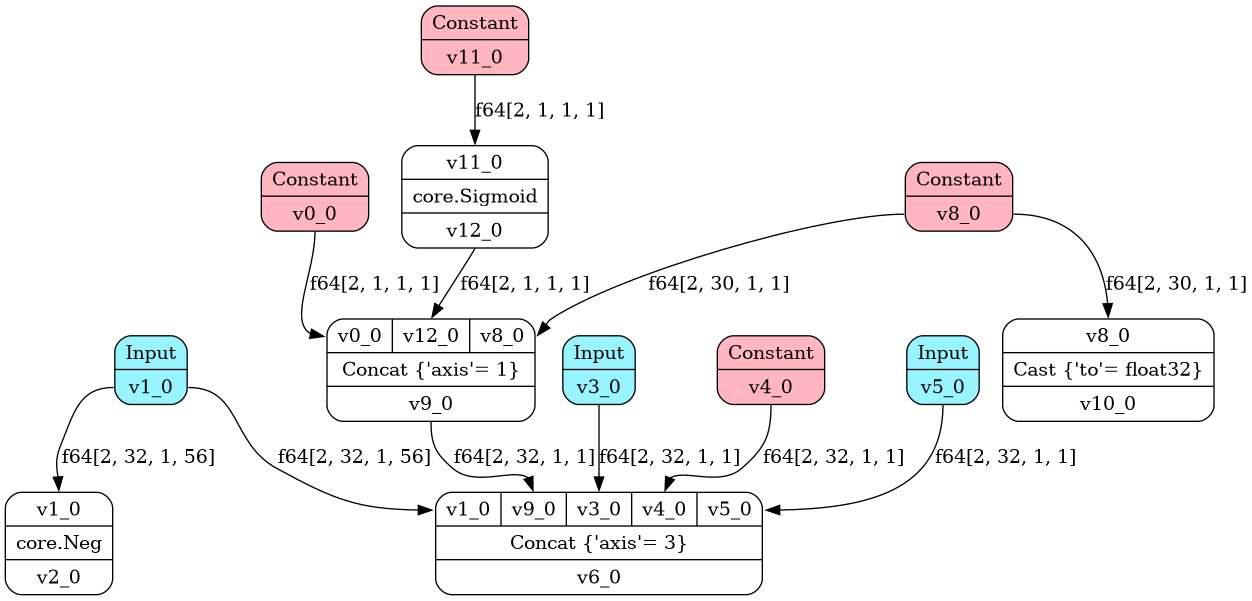 Constant
v11_0
f64[2, 1, 1, 1]
v11_0
core.Sigmoid
v12_0
Constant
v0_0
Constant
v8_0
f64[2, 1, 1, 1]
f64[2, 1, 1, 1]
f64[2, 30, 1, 1]
f64[2, 30, 1, 1]
v0_0 v12_0 v8_0
Concat {'axis'= 1}
v9_0
Input
v1_0
Input
v3_0
Constant
v4_0
Input
v5_0
v8_0
Cast {'to'= float32}
v10_0
f64[2, 32, 1, 56]
f64[2, 32, 1, 56]
f64[2, 32, 1, 1]
f64[2, 32, 1, 1]
f64[2, 32, 1, 1]
f64[2, 32, 1, 1]
v1_0
core.Neg
v2_0
v1_0 v9_0 v3_0 v4_0 v5_0
Concat {'axis'= 3}
v6_0